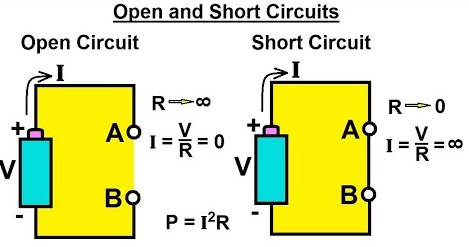 Open and Short Circuits
Open Circuit
I
+
V
-
A
B
R → ∞
I = V/R = 0
P = I²R
Short Circuit
I
+
V
-
A
B
R → 0
I = V/R = ∞